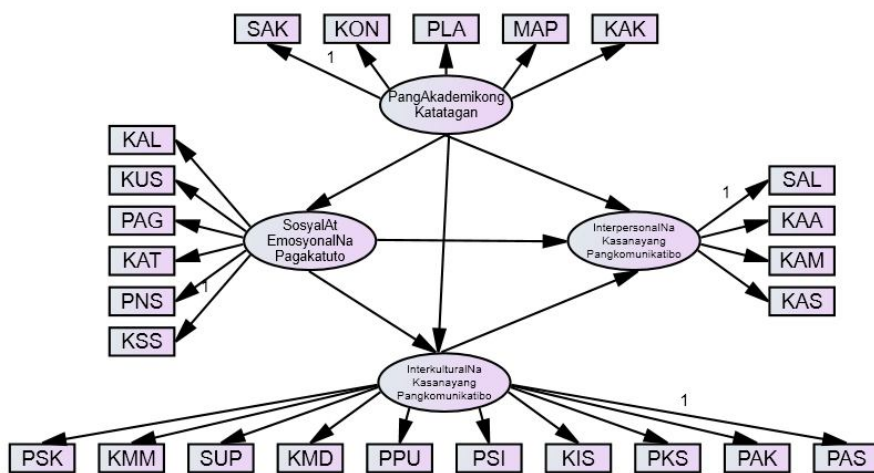 SAK KON PLA MAP KAK
1
PangAkademikong
Katatagan
KAL
KUS
PAG
KAT
PNS
KSS
1
SosyalAt
EmosyonalNa
Pagakatuto
InterpersonalNa
Kasanayang
Pangkomunikatibo
1
SAL
KAA
KAM
KAS
InterkulturalNa
Kasanayang
Pangkomunikatibo
1
PSK KMM SUP KMD PPU PSI KIS PKS PAK PAS